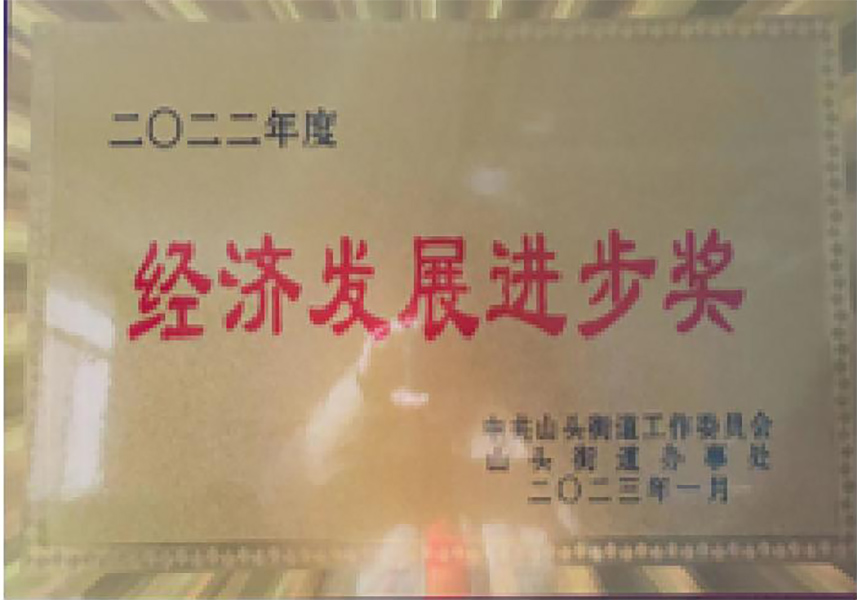 二〇二二年度
经济发展进步奖
中共山头街道工作委员会
山头街道办事处
二〇二三年一月